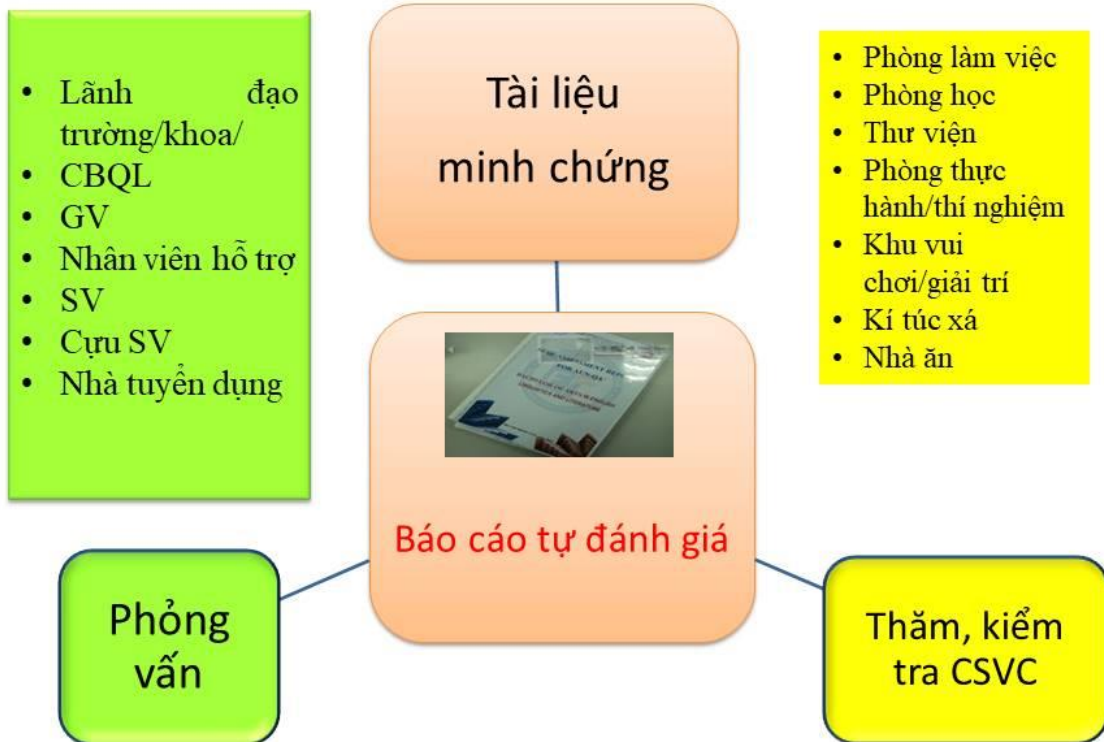 • Lãnh đạo
trường/khoa/
• CBQL
• GV
• Nhân viên hỗ trợ
• SV
• Cựu SV
• Nhà tuyển dụng
Tài liệu
minh chứng
• Phòng làm việc
• Phòng học
• Thư viện
• Phòng thực
hành/thí nghiệm
• Khu vui
chơi/giải trí
• Kí túc xá
• Nhà ăn
Báo cáo tự đánh giá
Phỏng
vấn
Thăm, kiểm
tra CSVC